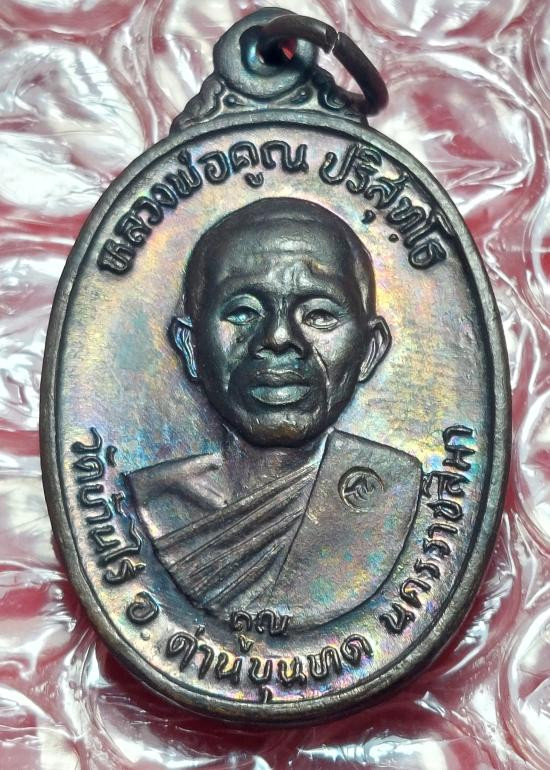 หลวงพ่อคูณ ปริสุทฺโธ
คูณ
วัดบ้านไร่ อ. ด่านขุนทด นครราชสีมา